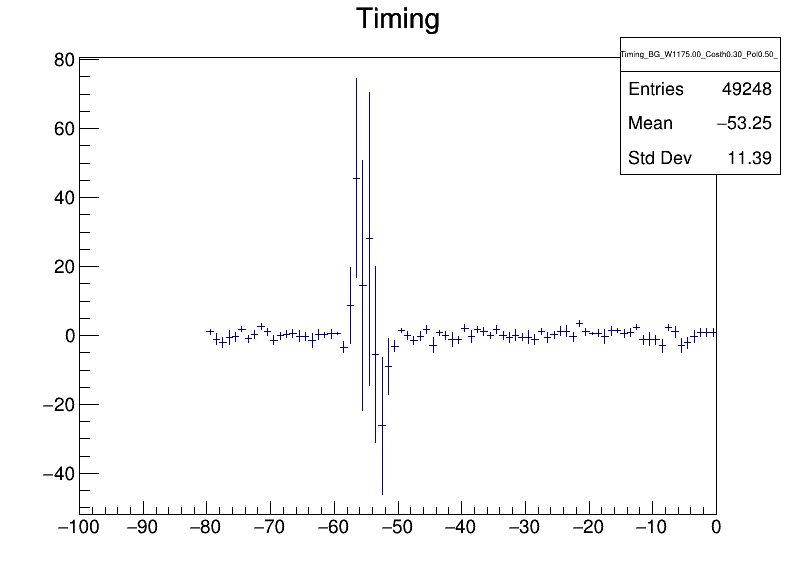 Timing
Timing_BG_W1175.00_Costh0.30_Pol0.50_
Entries 49248
Mean −53.25
Std Dev 11.39
80
60
40
20
0
−20
−40
−100 −90 −80 −70 −60 −50 −40 −30 −20 −10 0